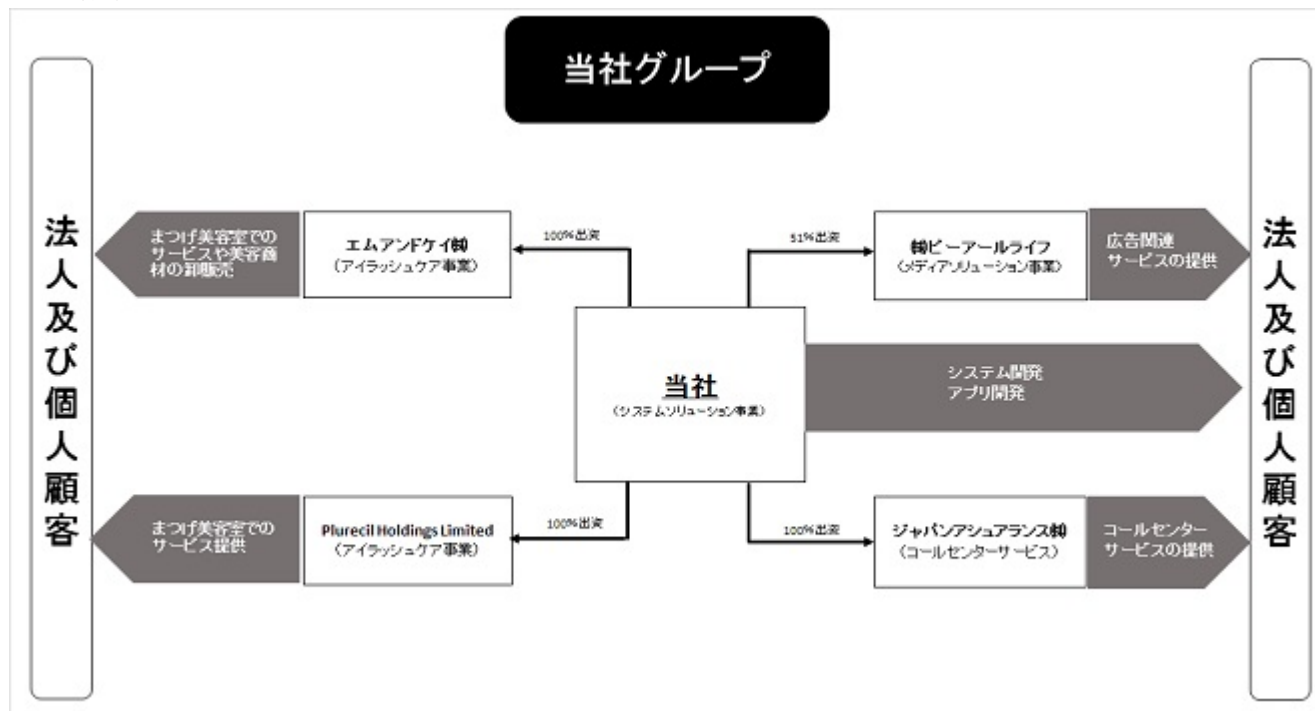 当社グループ
法人及び個人顧客
まつげ美容室での
サービスや美容商
材の卸販売
エムアンドケイ㈱
（アイラッシュケア事業）
100%出資
51%出資
㈱ピーアールライフ
（メディアソリューション事業）
広告関連
サービスの提供
法人及び個人顧客
当社
（システムソリューション事業）
システム開発
アプリ開発
まつげ美容室での
サービス提供
Plurecil Holdings Limited
（アイラッシュケア事業）
100%出資
100%出資
ジャパンアシュアランス㈱
（コールセンターサービス）
コールセンター
サービスの提供